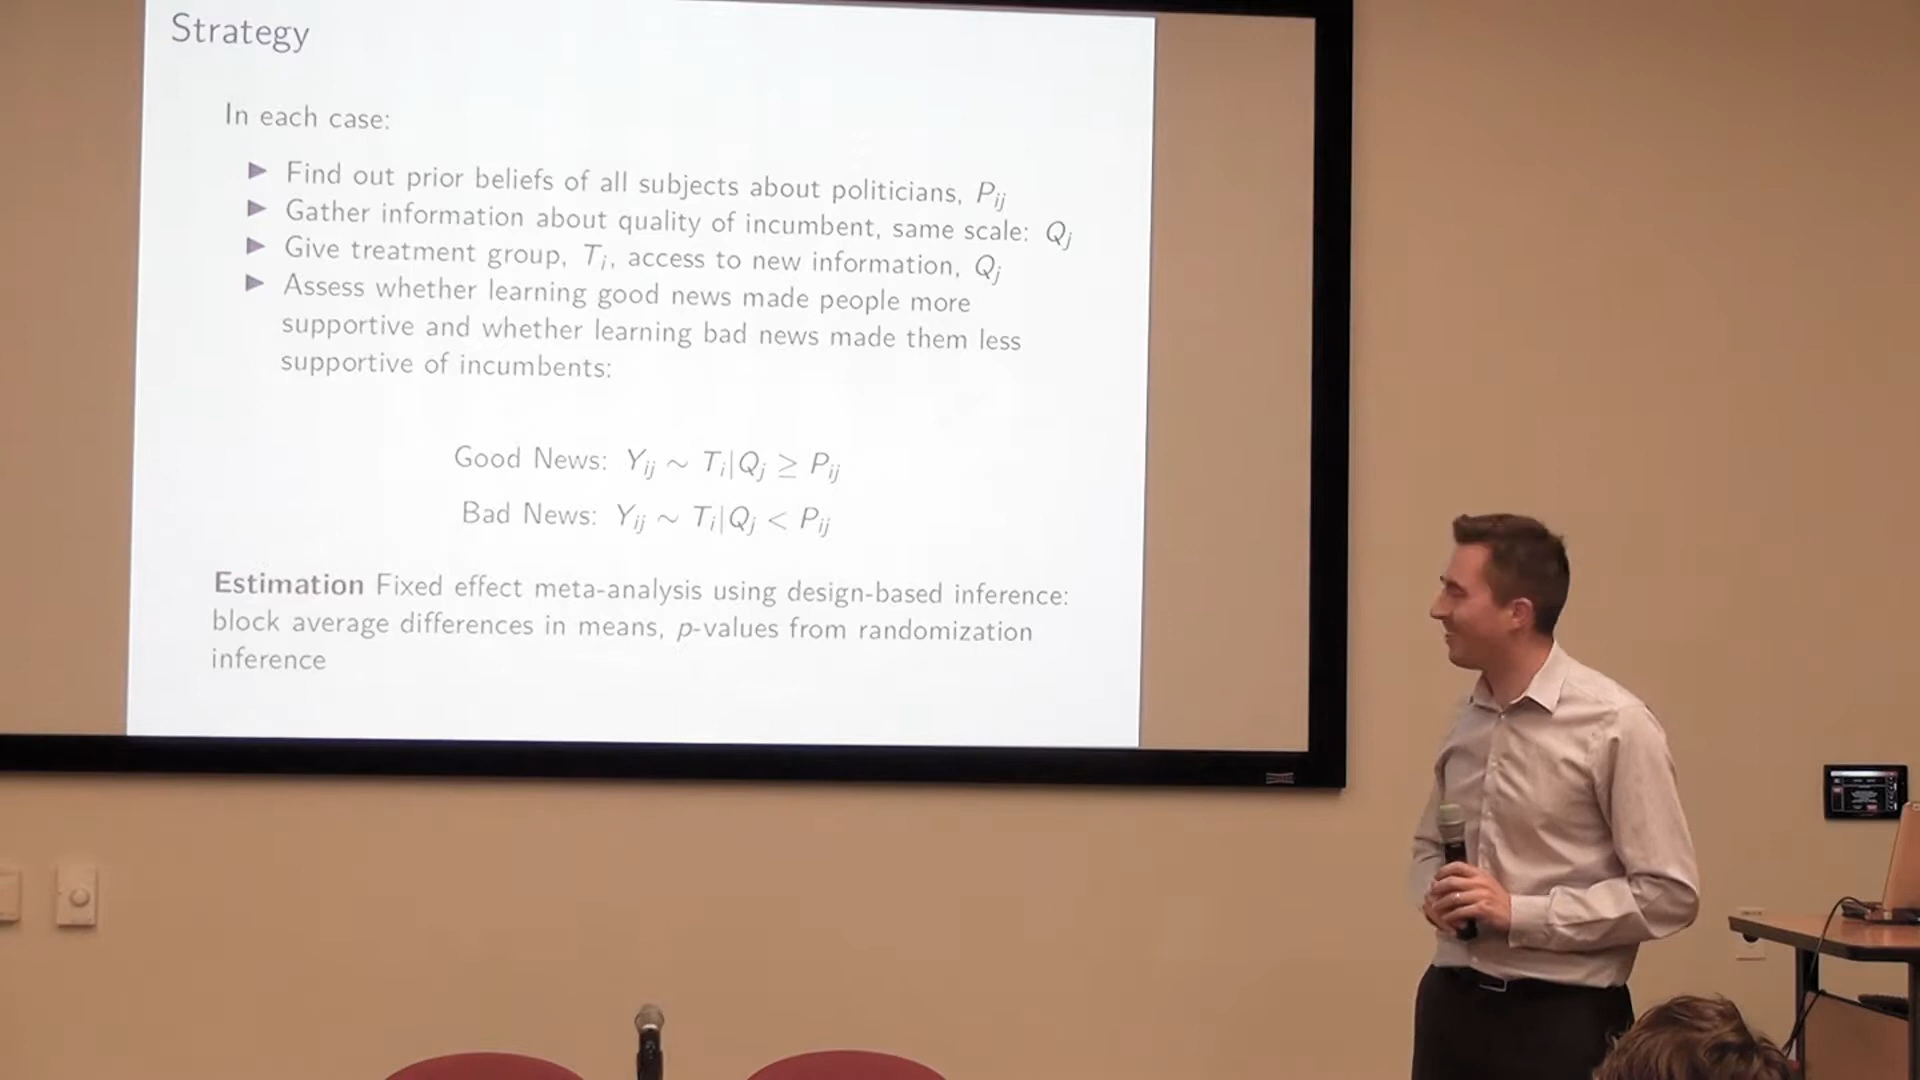 Strategy
In each case:
▶ Find out prior beliefs of all subjects about politicians, P_ij
▶ Gather information about quality of incumbent, same scale: Q_j
▶ Give treatment group, T_i, access to new information, Q_j
▶ Assess whether learning good news made people more
supportive and whether learning bad news made them less
supportive of incumbents:
Good News: Y_ij ~ T_i|Q_j ≥ P_ij
Bad News: Y_ij ~ T_i|Q_j < P_ij
Estimation Fixed effect meta-analysis using design-based inference:
block average differences in means, p-values from randomization
inference